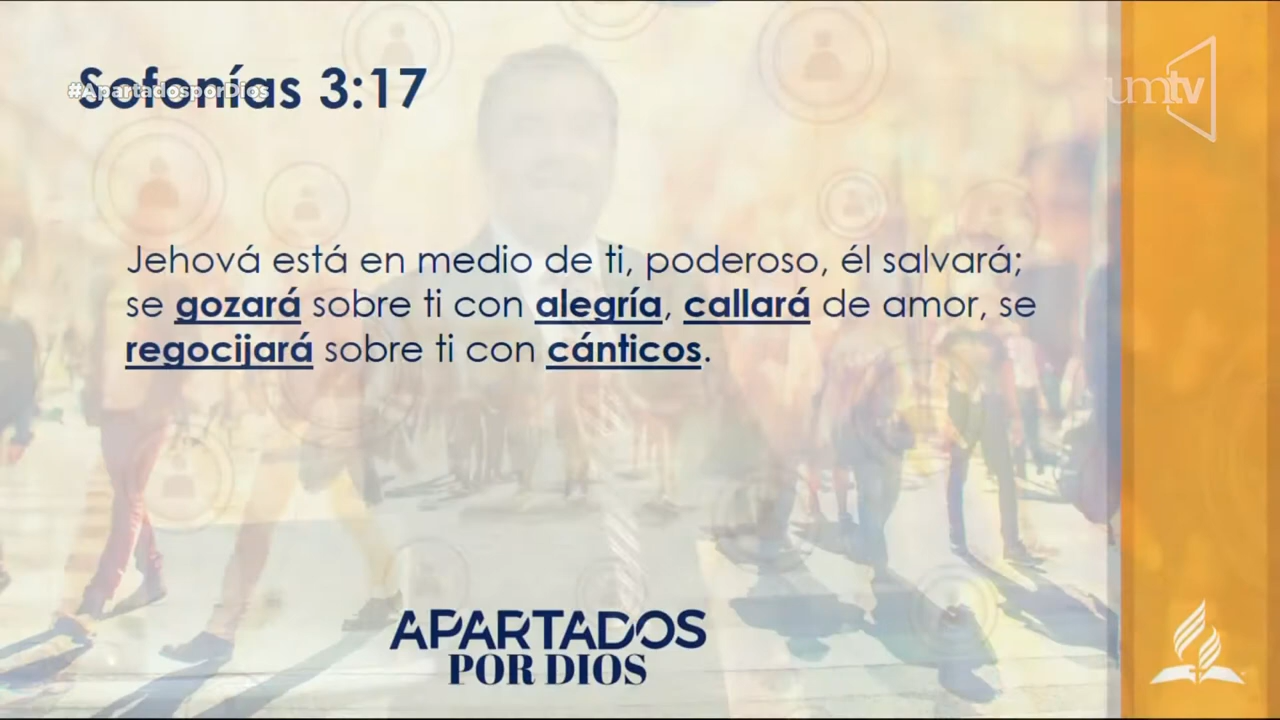 Sofonías 3:17
#ApartadosporDios
umtv
Jehová está en medio de ti, poderoso, él salvará;
se gozará sobre ti con alegría, callará de amor, se
regocijará sobre ti con cánticos.
APARTADOS
POR DIOS